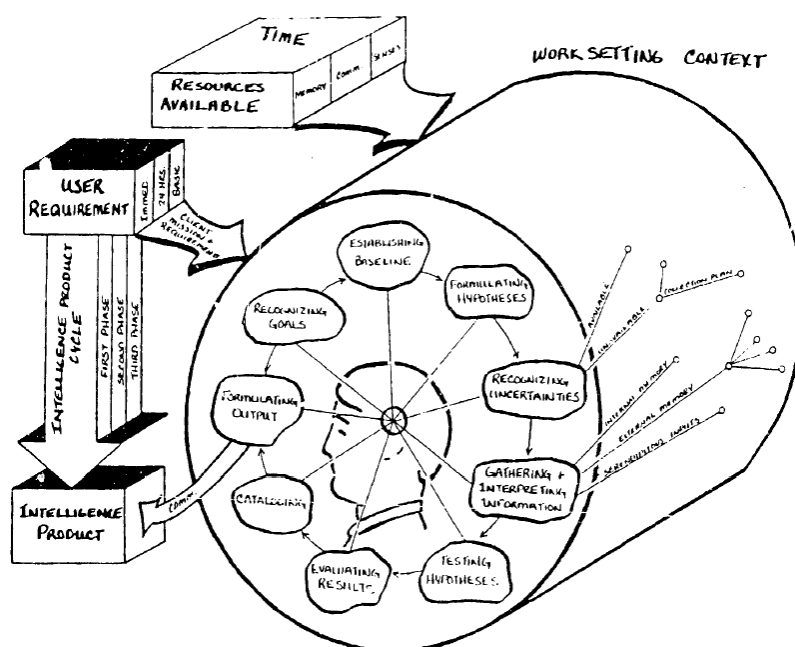 TIME
WORK SETTING CONTEXT
RESOURCES
AVAILABLE
MEMORY
COMM.
SENSES
USER
REQUIREMENT
IMMED
24 HRS.
BASIC
CLIENT
MISSION +
REQUIREMENT
INTELLIGENCE PRODUCT
CYCLE
FIRST PHASE
SECOND PHASE
THIRD PHASE
ESTABLISHING
BASELINE
FORMULATING
HYPOTHESES
RECOGNIZING
GOALS
RECOGNIZING
UNCERTAINTIES
FORMULATING
OUTPUT
GATHERING +
INTERPRETING
INFORMATION
CATALOGING
EVALUATING
RESULTS
TESTING
HYPOTHESES
AVAILABLE
UNAVAILABLE
COLLECTION PLAN
INTERNAL MEMORY
EXTERNAL MEMORY
SERENDIPITOUS INPUTS
COMM.
INTELLIGENCE
PRODUCT